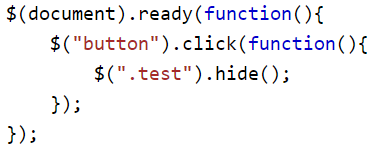 $(document).ready(function(){
    $("button").click(function(){
        $(".test").hide();
    });
});